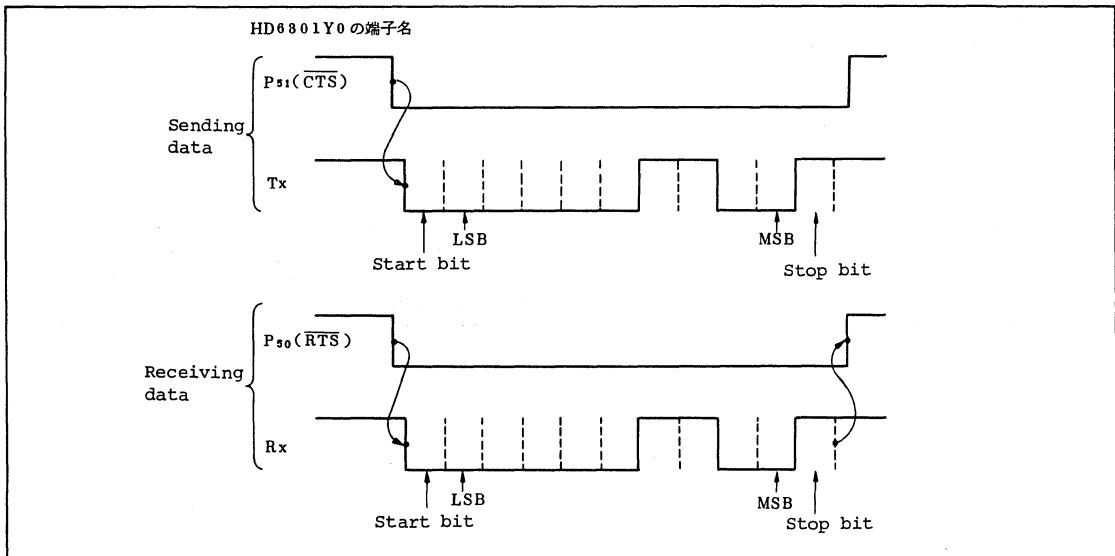 HD6801Y0の端子名
P51(CTS)
Sending
data
Tx
LSB
MSB
Start bit
Stop bit
P50(RTS)
Receiving
data
Rx
LSB
MSB
Start bit
Stop bit